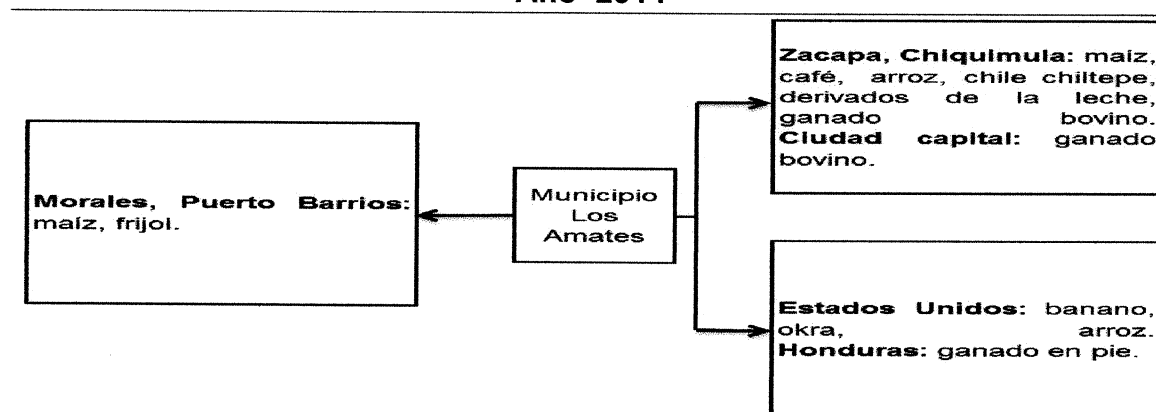 Morales, Puerto Barrios:
maíz, frijol.
Municipio
Los
Amates
Zacapa, Chiquimula: maíz,
café, arroz, chile chiltepe,
derivados de la leche,
ganado bovino.
Ciudad capital: ganado
bovino.
Estados Unidos: banano,
okra, arroz.
Honduras: ganado en pie.